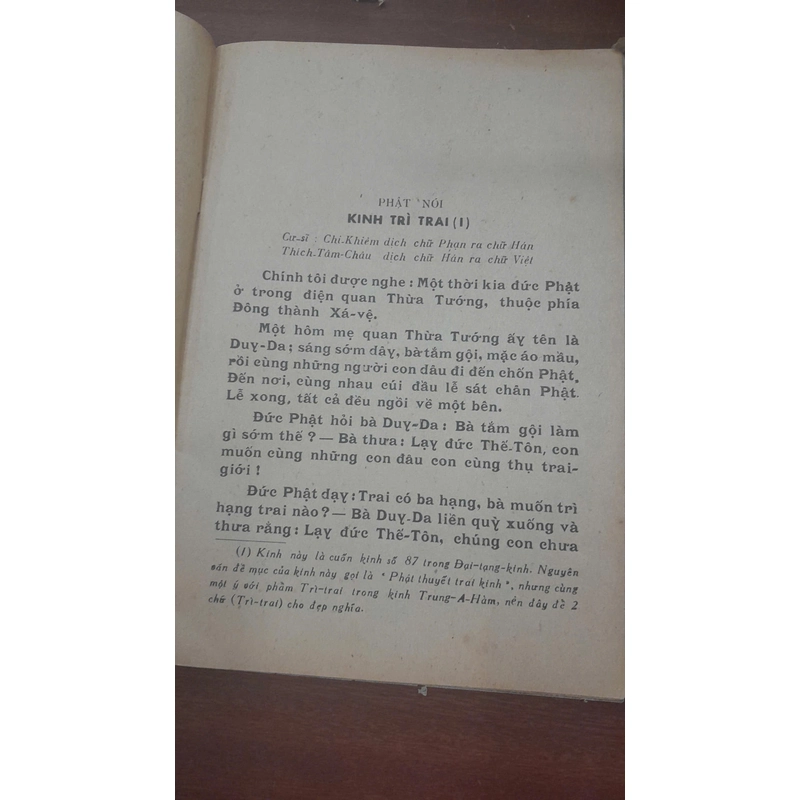 PHẬT NÓI
KINH TRÌ TRAI (1)
Cư-sĩ : Chi-Khiêm dịch chữ Phạn ra chữ Hán
Thích-Tâm-Châu dịch chữ Hán ra chữ Việt
Chính tôi được nghe : Một thời kia đức Phật
ở trong điện quan Thừa Tướng, thuộc phía
Đông thành Xá-vệ.
Một hôm mẹ quan Thừa Tướng ấy tên là
Duy-Da ; sáng sớm dậy, bà tắm gội, mặc áo mầu,
rồi cùng những người con dâu đi đến chốn Phật.
Đến nơi, cùng nhau cúi đầu lễ sát chân Phật.
Lễ xong, tất cả đều ngồi về một bên.
Đức Phật hỏi bà Duy-Da : Bà tắm gội làm
gì sớm thế ? — Bà thưa : Lạy đức Thế-Tôn, con
muốn cùng những con dâu con cùng thụ trai-
giới !
Đức Phật dạy : Trai có ba hạng, bà muốn trì
hạng trai nào ? — Bà Duy-Da liền quỳ xuống và
thưa rằng : Lạy đức Thế-Tôn, chúng con chưa
(1) Kinh này là cuốn kinh số 87 trong Đại-tạng-kinh. Nguyên
oán đề mục của kinh này gọi là " Phật thuyết trai kinh ", nhưng cùng
một ý với phẩm Trì-trai trong kinh Trung-A-Hàm, nên đây đề 2
chữ (Trì-trai) cho đẹp nghĩa.